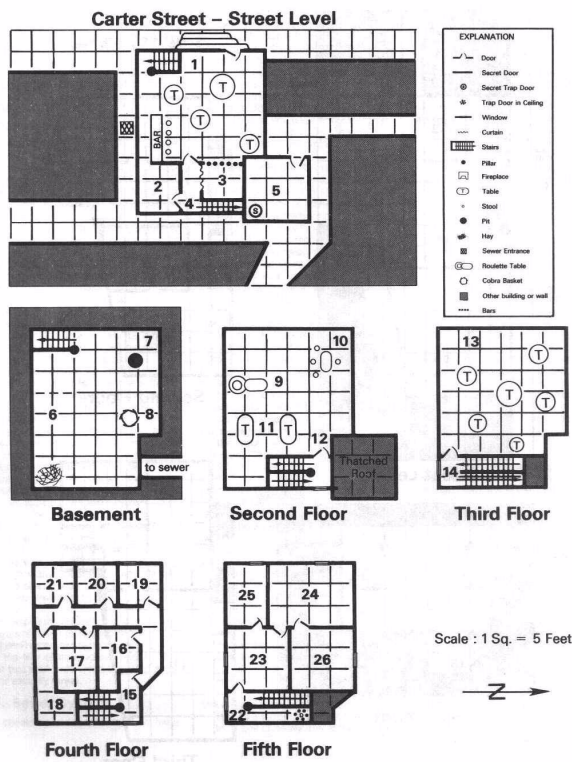 Carter Street – Street Level
1
T
T
T
T
BAR
2
3
4
5
S
EXPLANATION
Door
Secret Door
S Secret Trap Door
Trap Door in Ceiling
Window
Curtain
Stairs
Pillar
Fireplace
T Table
Stool
Pit
Hay
Sewer Entrance
Roulette Table
Cobra Basket
Other building or wall
Bars
7
6
8
to sewer
Basement
10
9
11
T
T
12
Thatched
Roof
Second Floor
13
T
T
T
T
T
T
14
Third Floor
21
20
19
17
16
15
18
Fourth Floor
25
24
23
26
22
Fifth Floor
Scale : 1 Sq. = 5 Feet
N